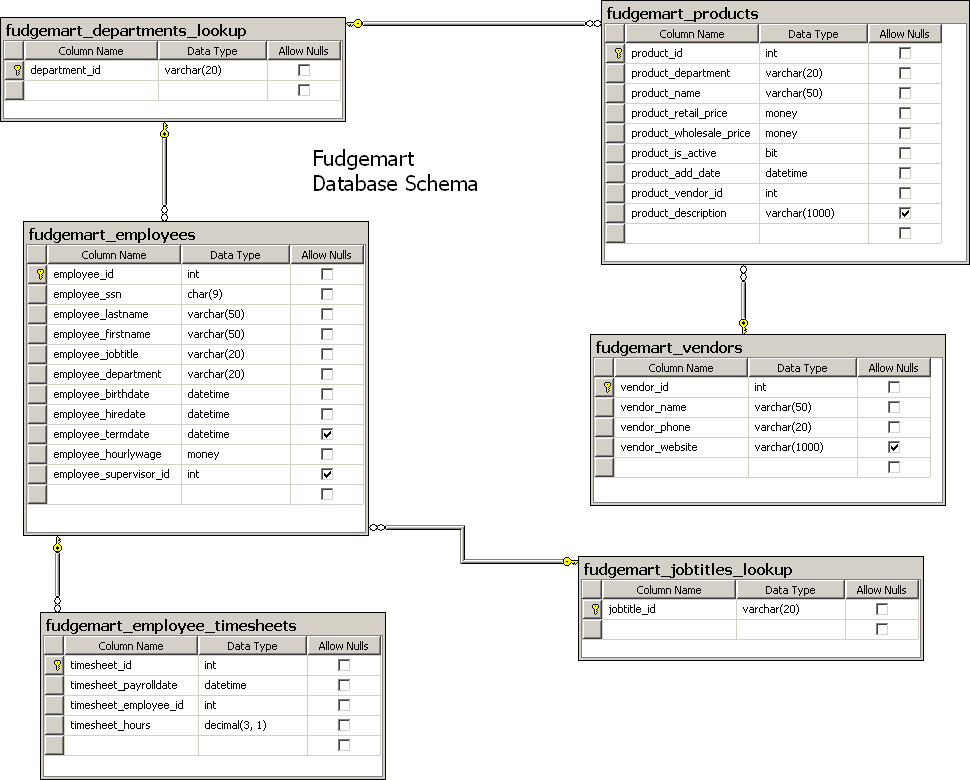 fudgemart_departments_lookup
Column Name Data Type Allow Nulls
department_id varchar(20)
fudgemart_products
Column Name Data Type Allow Nulls
product_id int
product_department varchar(20)
product_name varchar(50)
product_retail_price money
product_wholesale_price money
product_is_active bit
product_add_date datetime
product_vendor_id int
product_description varchar(1000)
Fudgemart
Database Schema
fudgemart_employees
Column Name Data Type Allow Nulls
employee_id int
employee_ssn char(9)
employee_lastname varchar(50)
employee_firstname varchar(50)
employee_jobtitle varchar(20)
employee_department varchar(20)
employee_birthdate datetime
employee_hiredate datetime
employee_termdate datetime
employee_hourlywage money
employee_supervisor_id int
fudgemart_vendors
Column Name Data Type Allow Nulls
vendor_id int
vendor_name varchar(50)
vendor_phone varchar(20)
vendor_website varchar(1000)
fudgemart_jobtitles_lookup
Column Name Data Type Allow Nulls
jobtitle_id varchar(20)
fudgemart_employee_timesheets
Column Name Data Type Allow Nulls
timesheet_id int
timesheet_payrolldate datetime
timesheet_employee_id int
timesheet_hours decimal(3, 1)